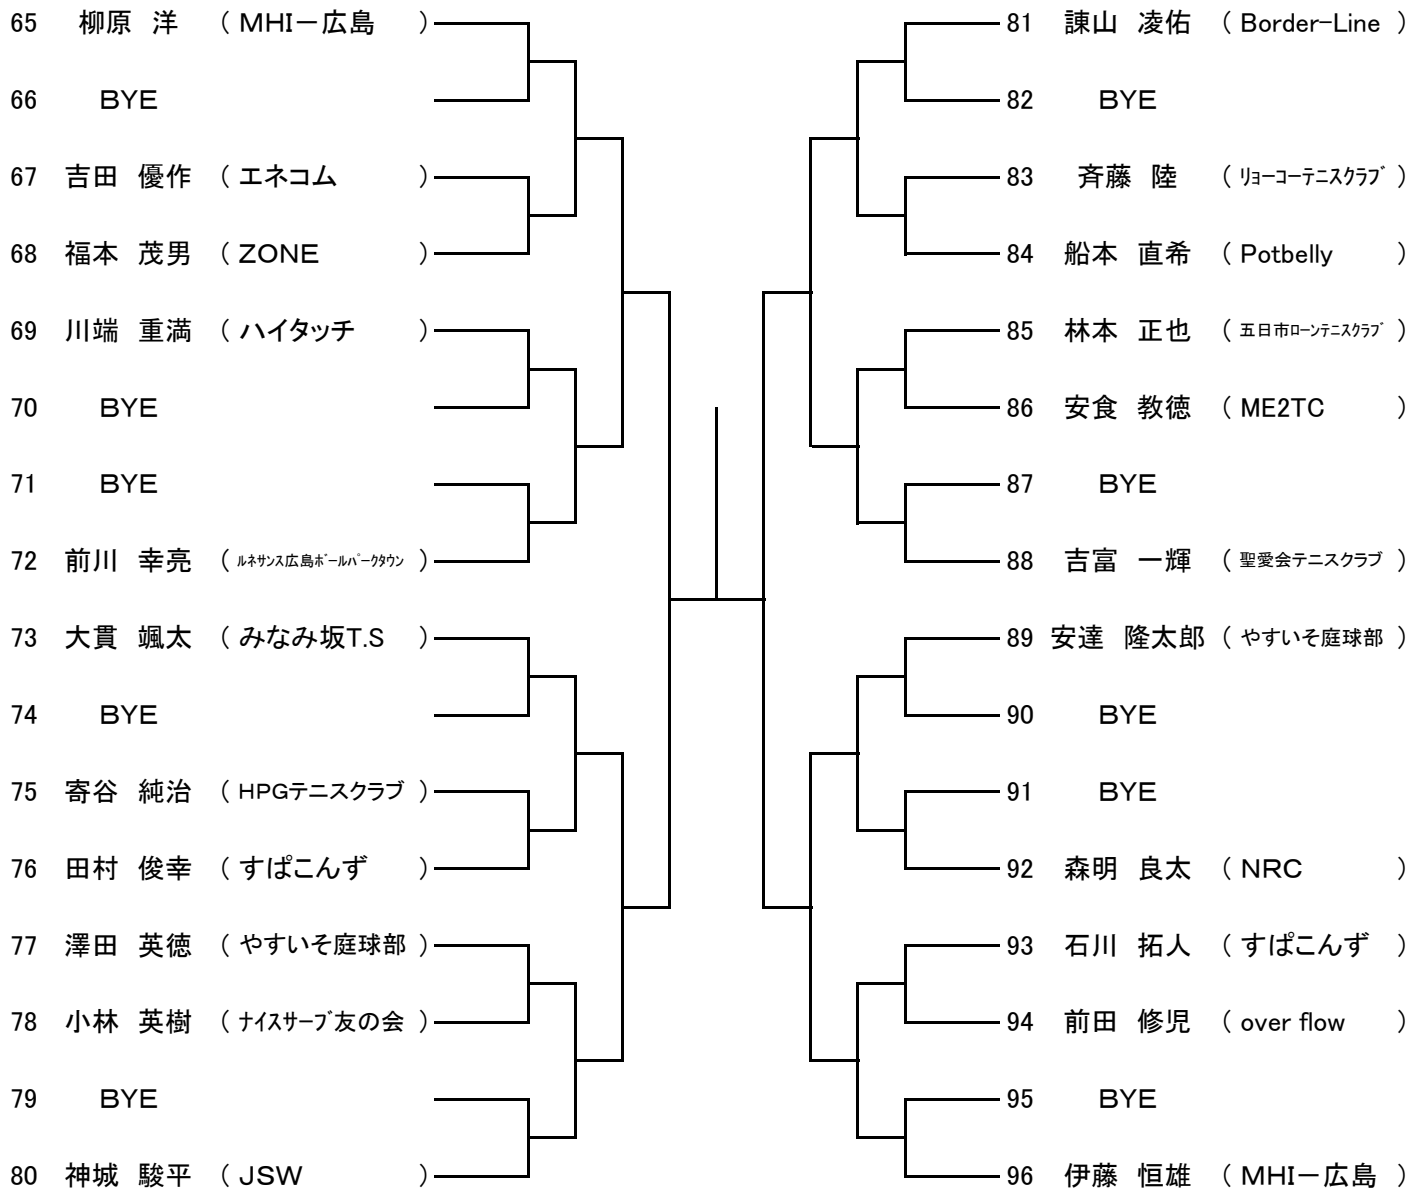 65 柳原 洋 （ MHI－広島 ）
66 BYE
67 吉田 優作 （ エネコム ）
68 福本 茂男 （ ZONE ）
69 川端 重満 （ ハイタッチ ）
70 BYE
71 BYE
72 前川 幸亮 （ ﾙﾈｻﾝｽ広島ﾎﾞｰﾙﾊﾟｰｸﾀｳﾝ ）
73 大貫 颯太 （ みなみ坂T.S ）
74 BYE
75 寄谷 純治 （ HPGテニスクラブ ）
76 田村 俊幸 （ すぱこんず ）
77 澤田 英徳 （ やすいそ庭球部 ）
78 小林 英樹 （ ﾅｲｽｻｰﾌﾞ友の会 ）
79 BYE
80 神城 駿平 （ JSW ）
81 諌山 凌佑 （ Border-Line ）
82 BYE
83 斉藤 陸 （ ﾘｮｰｺｰﾃﾆｽｸﾗﾌﾞ ）
84 船本 直希 （ Potbelly ）
85 林本 正也 （ 五日市ﾛｰﾝﾃﾆｽｸﾗﾌﾞ ）
86 安食 教徳 （ ME2TC ）
87 BYE
88 吉富 一輝 （ 聖愛会テニスクラブ ）
89 安達 隆太郎 （ やすいそ庭球部 ）
90 BYE
91 BYE
92 森明 良太 （ NRC ）
93 石川 拓人 （ すぱこんず ）
94 前田 修児 （ over flow ）
95 BYE
96 伊藤 恒雄 （ MHI－広島 ）